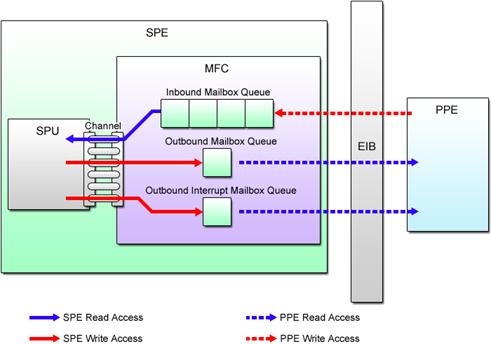 SPE
MFC
Inbound Mailbox Queue
PPE
SPU
Channel
Outbound Mailbox Queue
EIB
Outbound Interrupt Mailbox Queue
SPE Read Access
PPE Read Access
SPE Write Access
PPE Write Access